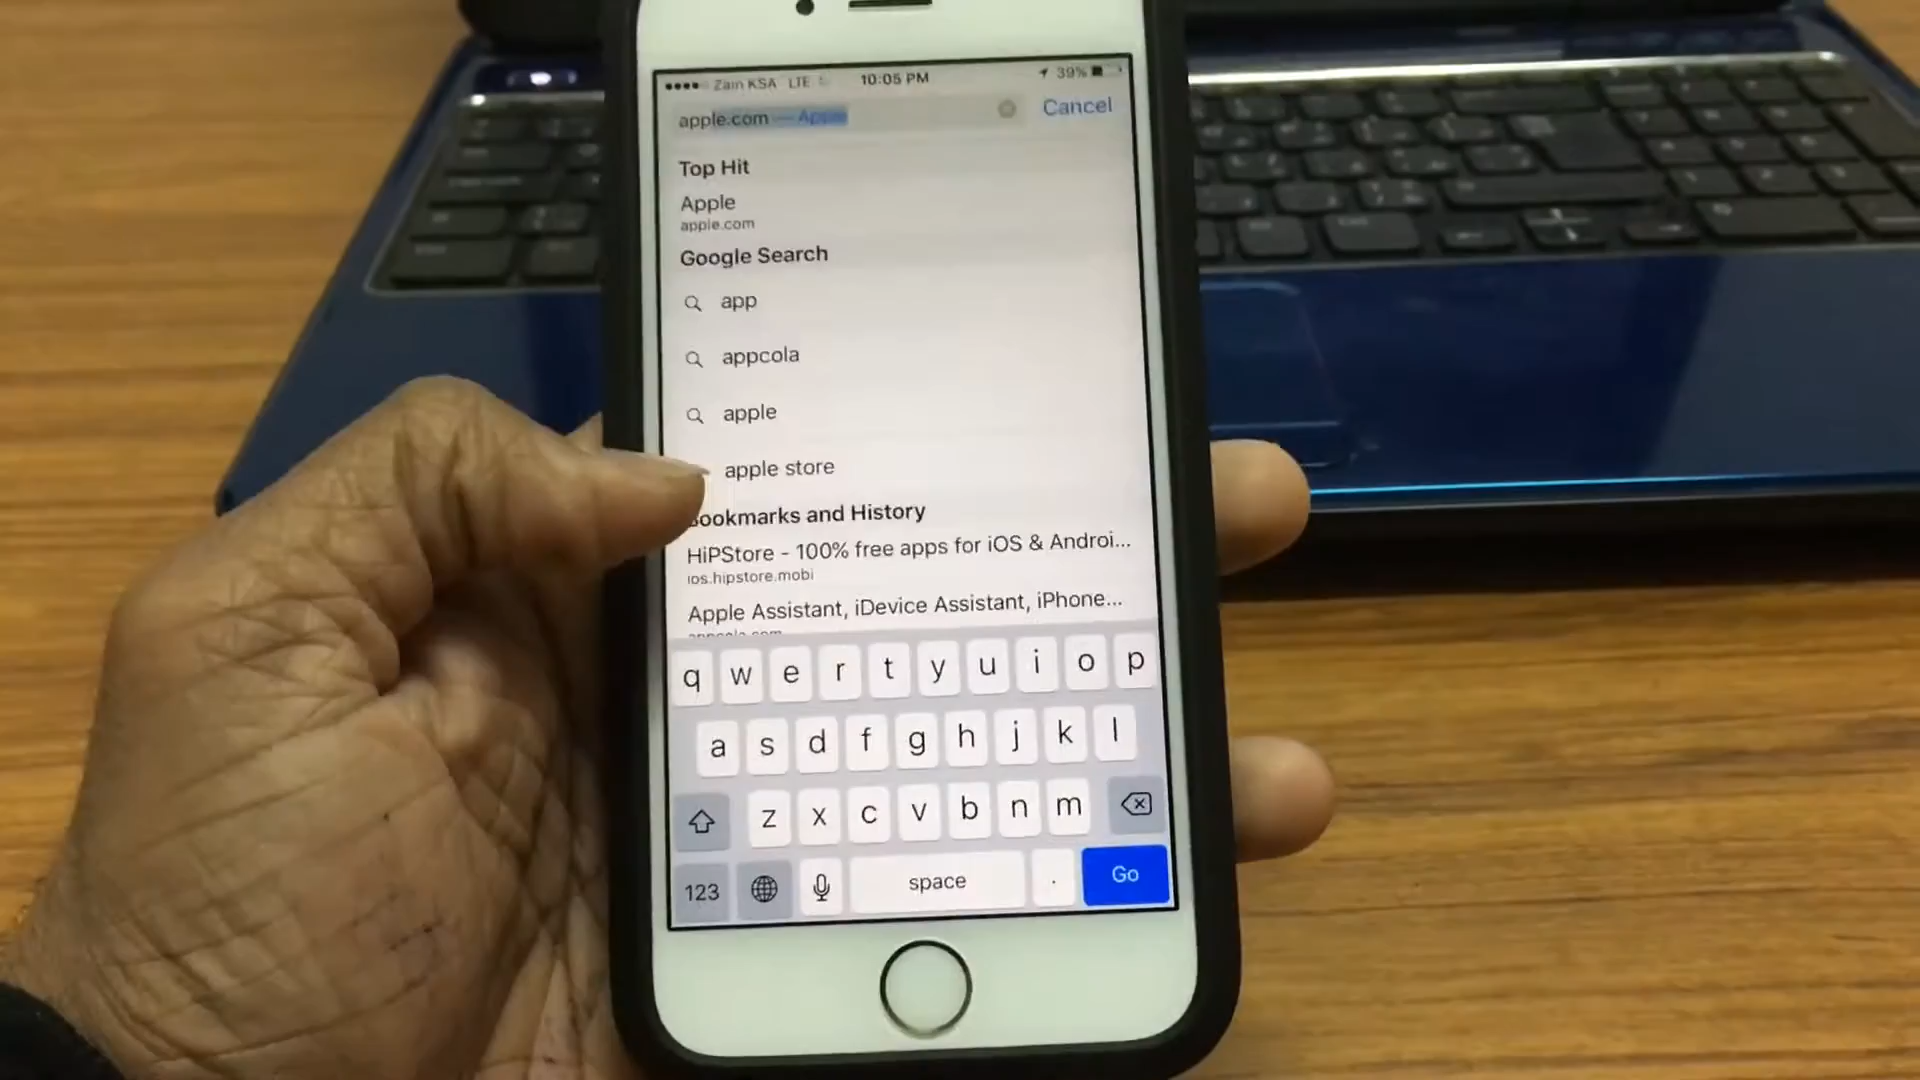 Zain KSA LTE 10:05 PM 39%
apple.com — Apple Cancel
Top Hit
Apple
apple.com
Google Search
app
appcola
apple
apple store
ookmarks and History
HiPStore - 100% free apps for iOS & Androi...
ios.hipstore.mobi
Apple Assistant, iDevice Assistant, iPhone...
q w e r t y u i o p
a s d f g h j k l
z x c v b n m
123 space . Go